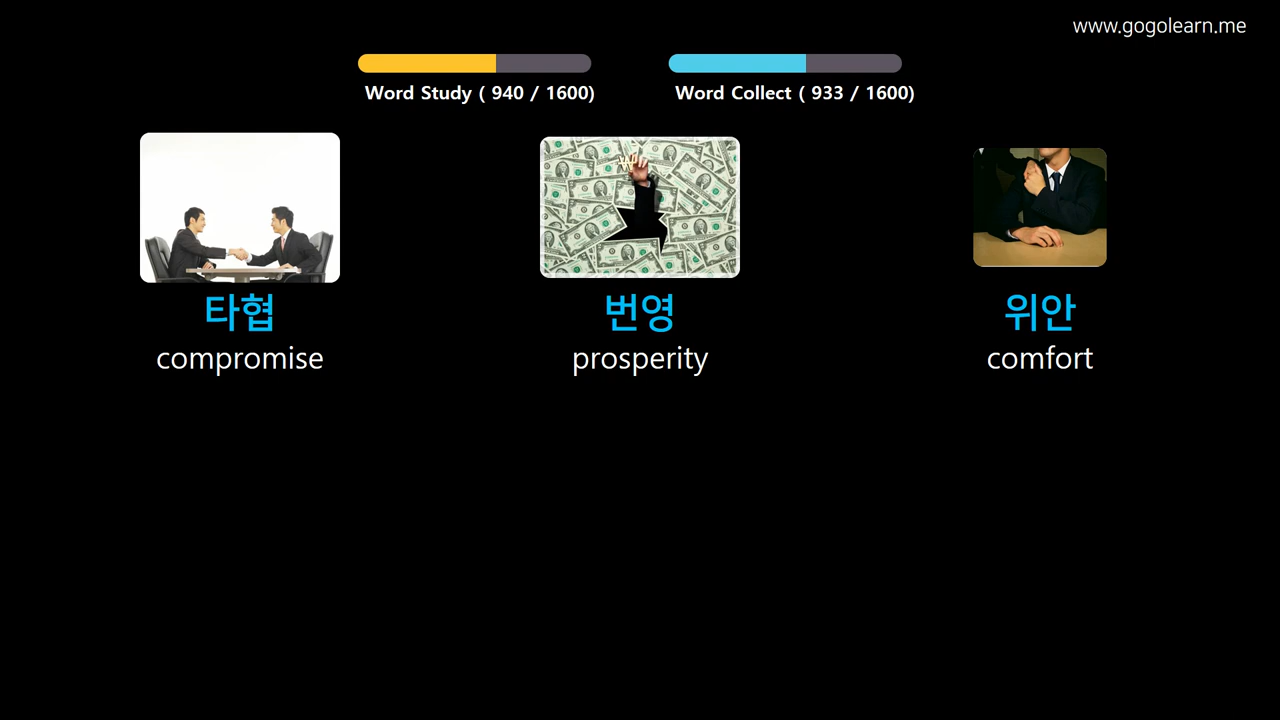 www.gogolearn.me
Word Study ( 940 / 1600)
Word Collect ( 933 / 1600)
타협
compromise
번영
prosperity
위안
comfort